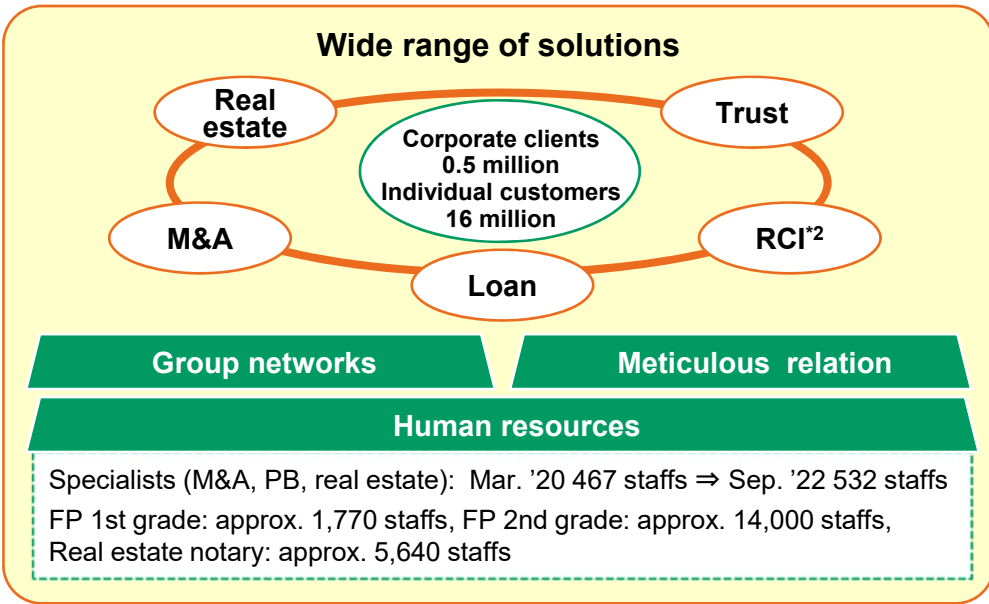 Wide range of solutions
Real
estate
Trust
Corporate clients
0.5 million
Individual customers
16 million
M&A
RCI*2
Loan
Group networks
Meticulous relation
Human resources
Specialists (M&A, PB, real estate): Mar. ’20 467 staffs ⇒ Sep. ’22 532 staffs
FP 1st grade: approx. 1,770 staffs, FP 2nd grade: approx. 14,000 staffs,
Real estate notary: approx. 5,640 staffs